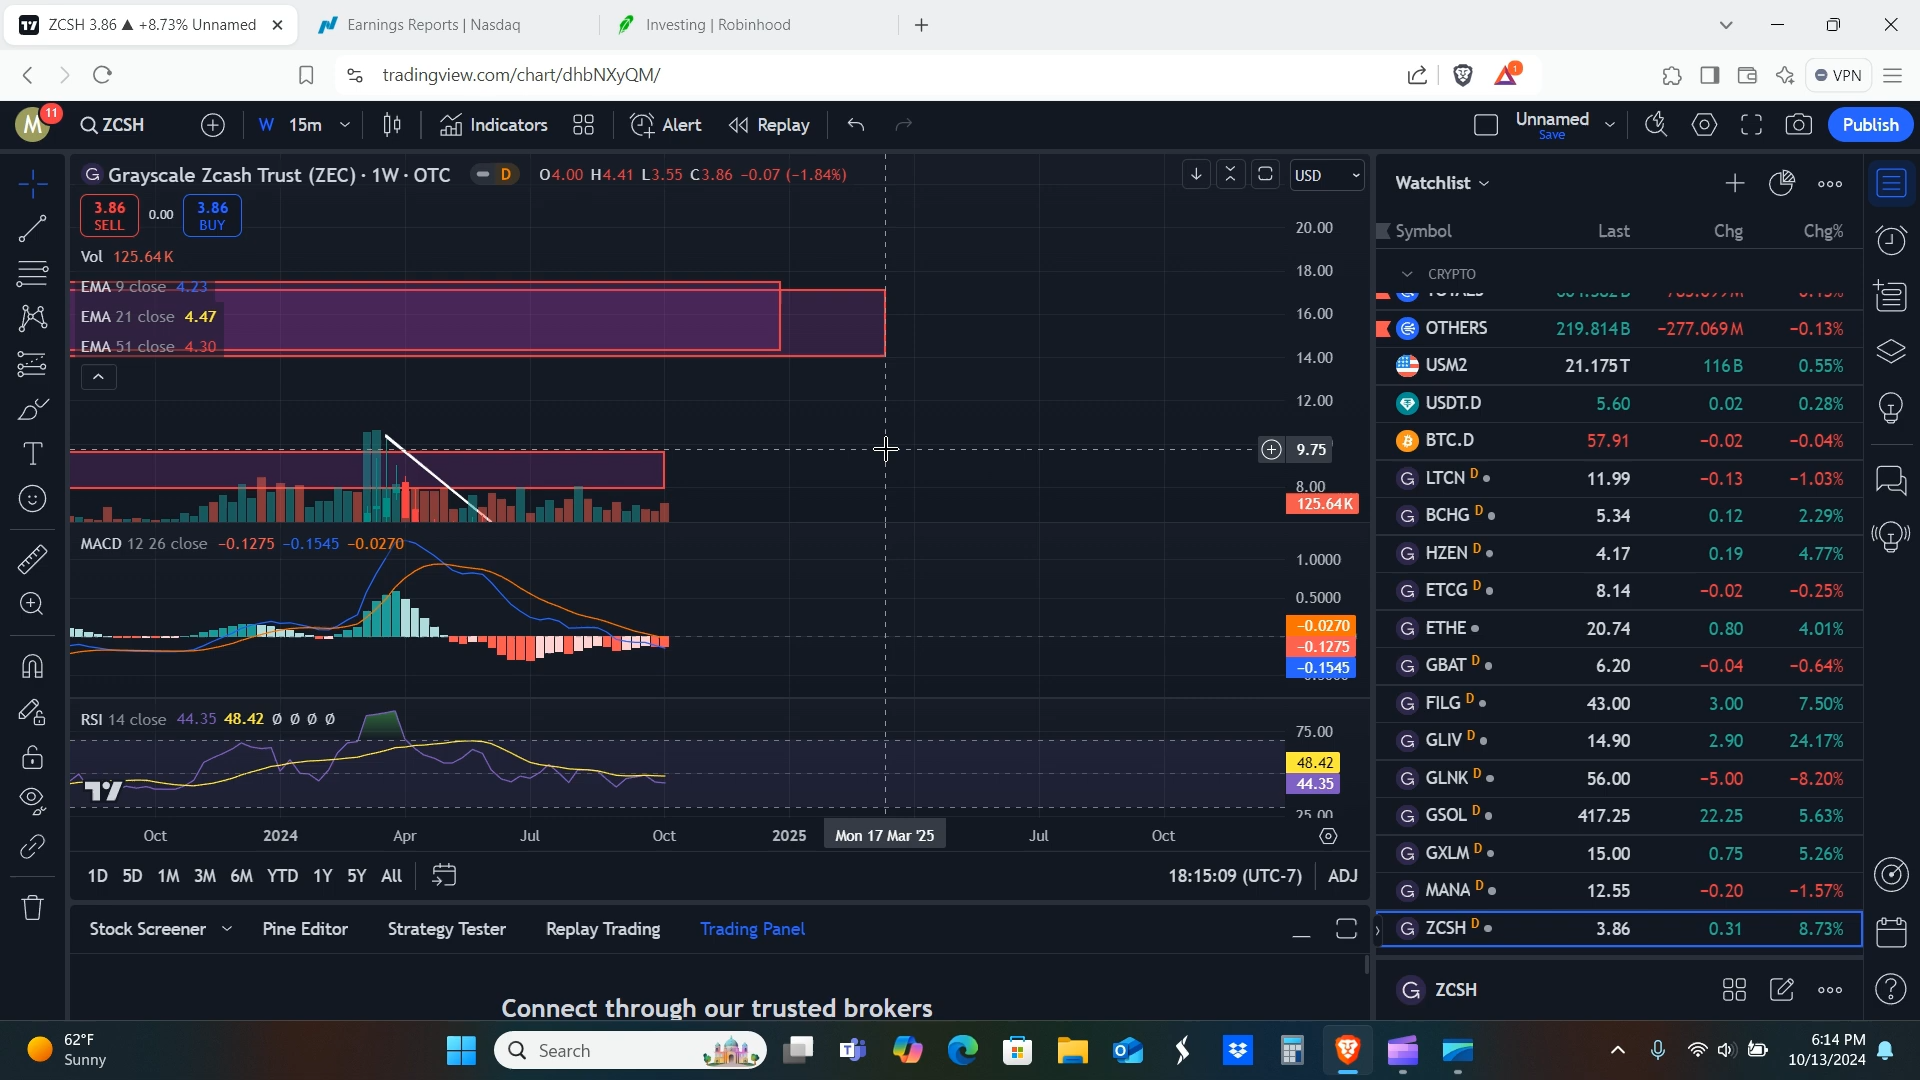 ZCSH 3.86 ▲ +8.73% Unnamed
Earnings Reports | Nasdaq
Investing | Robinhood
tradingview.com/chart/dhbNXyQM/
1
VPN
M
11
ZCSH
W
15m
Indicators
Alert
Replay
Unnamed
Save
Publish
G Grayscale Zcash Trust (ZEC) · 1W · OTC
D
O4.00 H4.41 L3.55 C3.86 −0.07 (−1.84%)
USD
3.86
SELL
0.00
3.86
BUY
Vol 125.64K
EMA 9 close 4.23
EMA 21 close 4.47
EMA 51 close 4.30
20.00
18.00
16.00
14.00
12.00
9.75
8.00
125.64K
MACD 12 26 close −0.1275 −0.1545 −0.0270
1.0000
0.5000
−0.0270
−0.1275
−0.1545
RSI 14 close 44.35 48.42 Ø Ø Ø Ø
75.00
48.42
44.35
25.00
Oct 2024 Apr Jul Oct 2025 Mon 17 Mar '25 Jul Oct
1D 5D 1M 3M 6M YTD 1Y 5Y All
18:15:09 (UTC-7)
ADJ
Stock Screener
Pine Editor
Strategy Tester
Replay Trading
Trading Panel
Connect through our trusted brokers
Watchlist
Symbol Last Chg Chg%
CRYPTO
OTHERS 219.814B −277.069M −0.13%
USM2 21.175T 116B 0.55%
USDT.D 5.60 0.02 0.28%
BTC.D 57.91 −0.02 −0.04%
G LTCN D 11.99 −0.13 −1.03%
G BCHG D 5.34 0.12 2.29%
G HZEN D 4.17 0.19 4.77%
G ETCG D 8.14 −0.02 −0.25%
G ETHE 20.74 0.80 4.01%
G GBAT D 6.20 −0.04 −0.64%
G FILG D 43.00 3.00 7.50%
G GLIV D 14.90 2.90 24.17%
G GLNK D 56.00 −5.00 −8.20%
G GSOL D 417.25 22.25 5.63%
G GXLM D 15.00 0.75 5.26%
G MANA D 12.55 −0.20 −1.57%
G ZCSH D 3.86 0.31 8.73%
G ZCSH
62°F
Sunny
Search
6:14 PM
10/13/2024